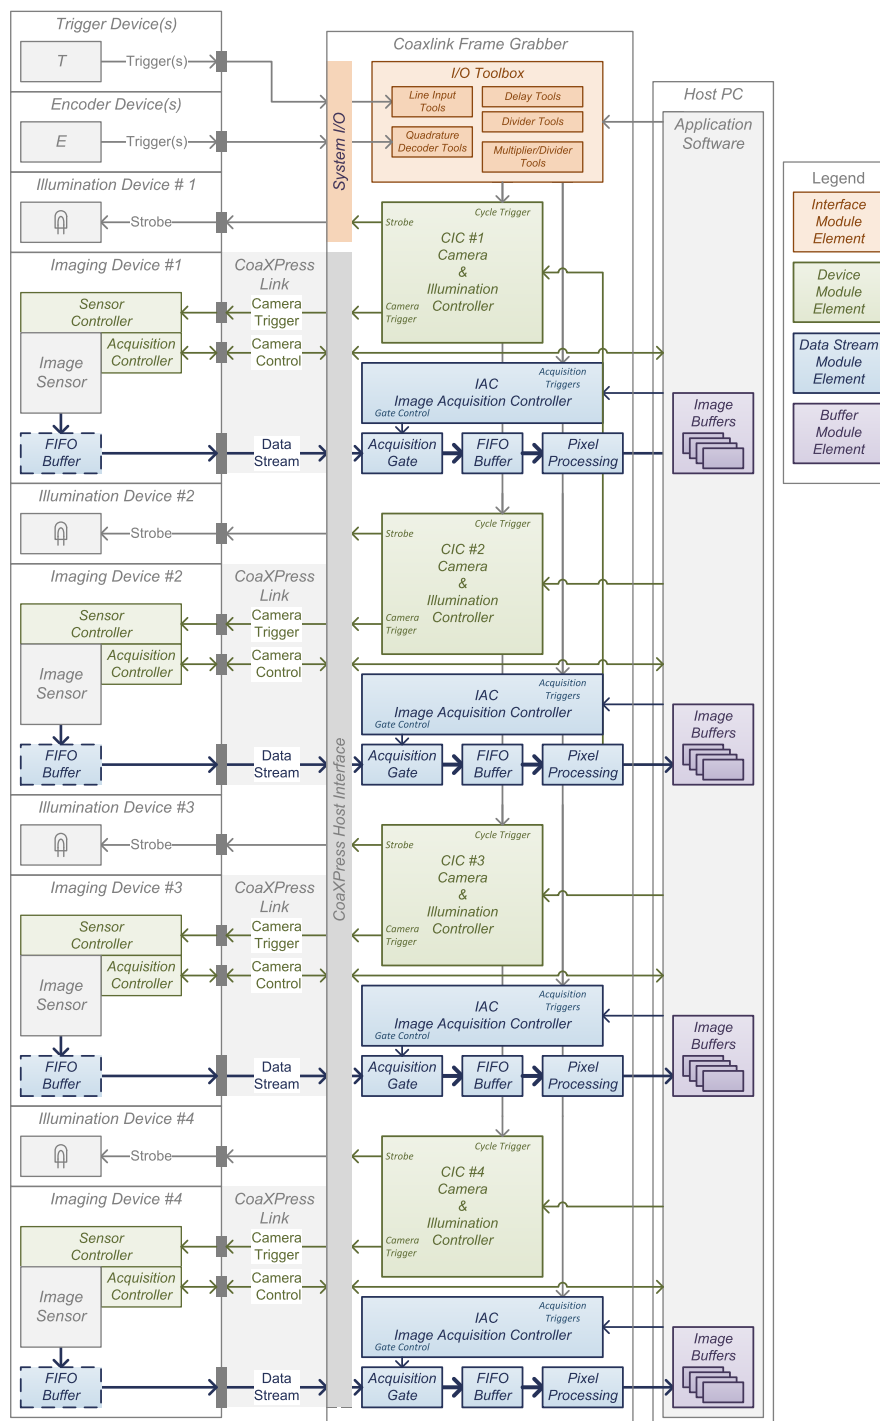 Trigger Device(s)
T
Trigger(s)
Encoder Device(s)
E
Trigger(s)
Illumination Device # 1
Strobe
Imaging Device #1
Sensor
Controller
Acquisition
Controller
Image
Sensor
FIFO
Buffer
CoaXPress
Link
Camera
Trigger
Camera
Control
Data
Stream
Illumination Device #2
Strobe
Imaging Device #2
Sensor
Controller
Acquisition
Controller
Image
Sensor
FIFO
Buffer
CoaXPress
Link
Camera
Trigger
Camera
Control
Data
Stream
Illumination Device #3
Strobe
Imaging Device #3
Sensor
Controller
Acquisition
Controller
Image
Sensor
FIFO
Buffer
CoaXPress
Link
Camera
Trigger
Camera
Control
Data
Stream
Illumination Device #4
Strobe
Imaging Device #4
Sensor
Controller
Acquisition
Controller
Image
Sensor
FIFO
Buffer
CoaXPress
Link
Camera
Trigger
Camera
Control
Data
Stream
Coaxlink Frame Grabber
System I/O
CoaXPress Host Interface
I/O Toolbox
Line Input
Tools
Quadrature
Decoder Tools
Delay Tools
Divider Tools
Multiplier/Divider
Tools
Cycle Trigger
Strobe
CIC #1
Camera
&
Illumination
Controller
Camera
Trigger
Acquisition
Triggers
IAC
Image Acquisition Controller
Gate Control
Acquisition
Gate
FIFO
Buffer
Pixel
Processing
Cycle Trigger
Strobe
CIC #2
Camera
&
Illumination
Controller
Camera
Trigger
Acquisition
Triggers
IAC
Image Acquisition Controller
Gate Control
Acquisition
Gate
FIFO
Buffer
Pixel
Processing
Cycle Trigger
Strobe
CIC #3
Camera
&
Illumination
Controller
Camera
Trigger
Acquisition
Triggers
IAC
Image Acquisition Controller
Gate Control
Acquisition
Gate
FIFO
Buffer
Pixel
Processing
Cycle Trigger
Strobe
CIC #4
Camera
&
Illumination
Controller
Camera
Trigger
Acquisition
Triggers
IAC
Image Acquisition Controller
Gate Control
Acquisition
Gate
FIFO
Buffer
Pixel
Processing
Host PC
Application
Software
Image
Buffers
Image
Buffers
Image
Buffers
Image
Buffers
Legend
Interface
Module
Element
Device
Module
Element
Data Stream
Module
Element
Buffer
Module
Element